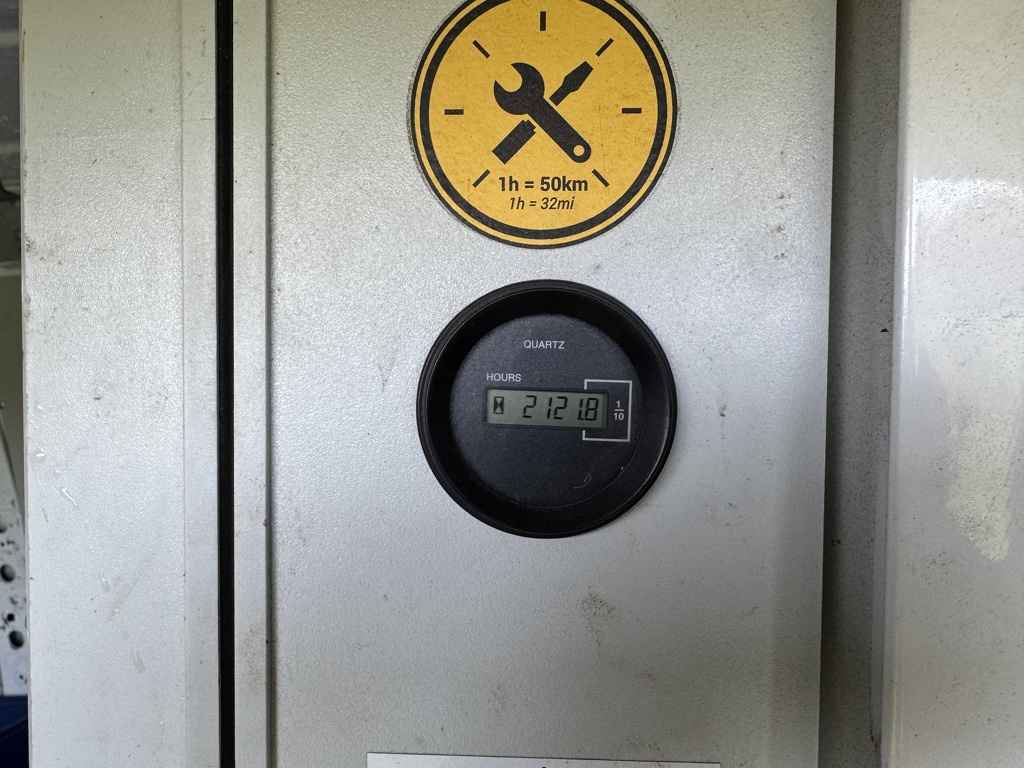 1h = 50km
1h = 32mi
QUARTZ
HOURS
2121.8
1/10